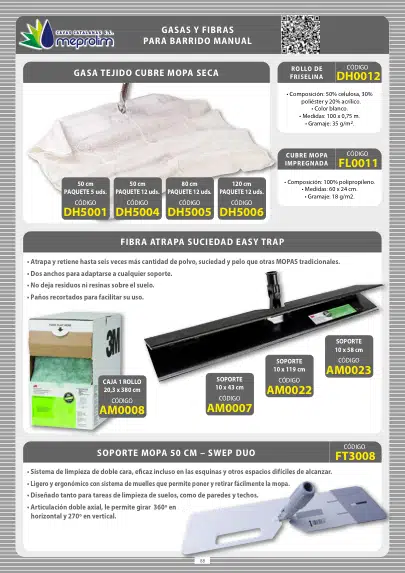 CAPAS CATALANAS S.L.
meprolim
GASAS Y FIBRAS
PARA BARRIDO MANUAL
GASA TEJIDO CUBRE MOPA SECA
50 cm
PAQUETE 5 uds.
CÓDIGO
DH5001
50 cm
PAQUETE 12 uds.
CÓDIGO
DH5004
80 cm
PAQUETE 12 uds.
CÓDIGO
DH5005
120 cm
PAQUETE 12 uds.
CÓDIGO
DH5006
ROLLO DE
FRISELINA
CÓDIGO
DH0012
• Composición: 50% celulosa, 30%
poliéster y 20% acrílico.
• Color blanco.
• Medidas: 100 x 0,75 m.
• Gramaje: 35 g/m².
CUBRE MOPA
IMPREGNADA
CÓDIGO
FL0011
• Composición: 100% polipropileno.
• Medidas: 60 x 24 cm.
• Gramaje: 18 g/m2.
FIBRA ATRAPA SUCIEDAD EASY TRAP
• Atrapa y retiene hasta seis veces más cantidad de polvo, suciedad y pelo que otras MOPAS tradicionales.
• Dos anchos para adaptarse a cualquier soporte.
• No deja residuos ni resinas sobre el suelo.
• Paños recortados para facilitar su uso.
3M
CAJA 1 ROLLO
20,3 x 380 cm
CÓDIGO
AM0008
SOPORTE
10 x 43 cm
CÓDIGO
AM0007
SOPORTE
10 x 119 cm
CÓDIGO
AM0022
SOPORTE
10 x 58 cm
CÓDIGO
AM0023
SOPORTE MOPA 50 CM – SWEP DUO
CÓDIGO
FT3008
• Sistema de limpieza de doble cara, eficaz incluso en las esquinas y otros espacios difíciles de alcanzar.
• Ligero y ergonómico con sistema de muelles que permite poner y retirar fácilmente la mopa.
• Diseñado tanto para tareas de limpieza de suelos, como de paredes y techos.
• Articulación doble axial, le permite girar 360º en
horizontal y 270º en vertical.
88